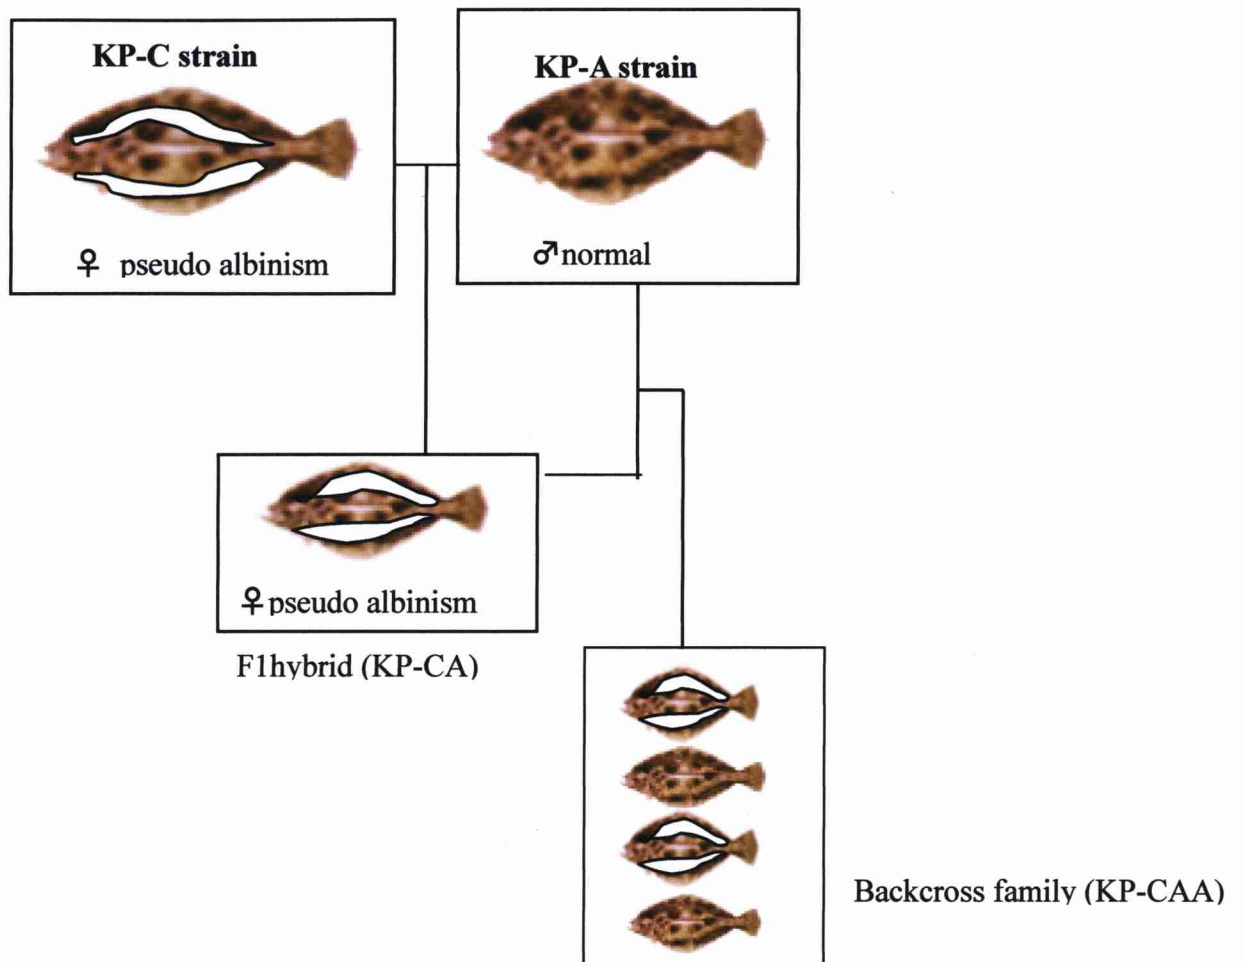 KP-C strain
♀ pseudo albinism
KP-A strain
♂normal
♀pseudo albinism
F1hybrid (KP-CA)
Backcross family (KP-CAA)